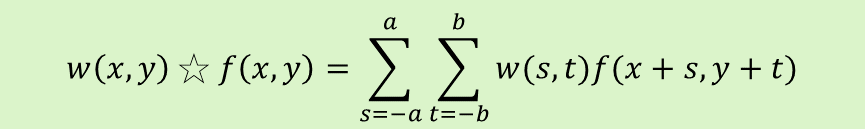 w(x, y) ☆ f(x, y) = ∑_{s=−a}^{a} ∑_{t=−b}^{b} w(s, t)f(x + s, y + t)